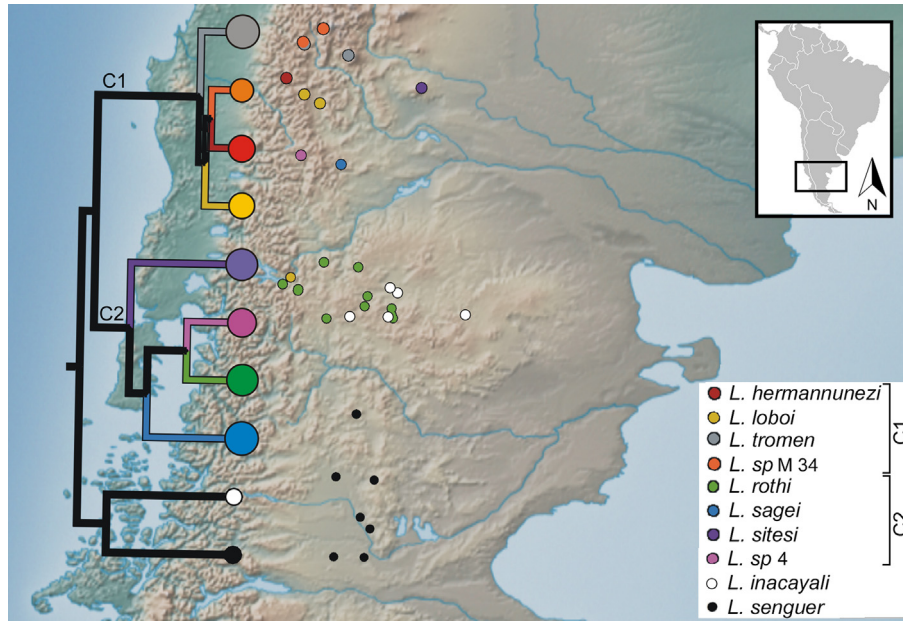 C1
C2
N
L. hermannunezi
L. loboi
L. tromen
L. sp M 34
C1
L. rothi
L. sagei
L. sitesi
L. sp 4
C2
L. inacayali
L. senguer